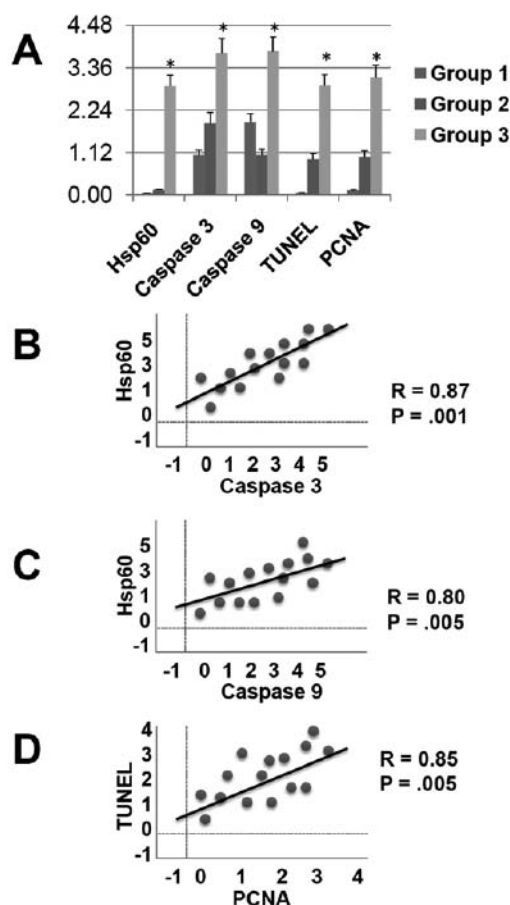 A
4.48
3.36
2.24
1.12
0.00
* * * * *
Hsp60 Caspase 3 Caspase 9 TUNEL PCNA
Group 1
Group 2
Group 3
B
Hsp60
5
3
1
0
-1
-1 0 1 2 3 4 5
Caspase 3
R = 0.87
P = .001
C
Hsp60
5
3
1
0
-1
-1 0 1 2 3 4 5
Caspase 9
R = 0.80
P = .005
D
TUNEL
4
3
2
1
0
-1
-1 0 1 2 3 4
PCNA
R = 0.85
P = .005